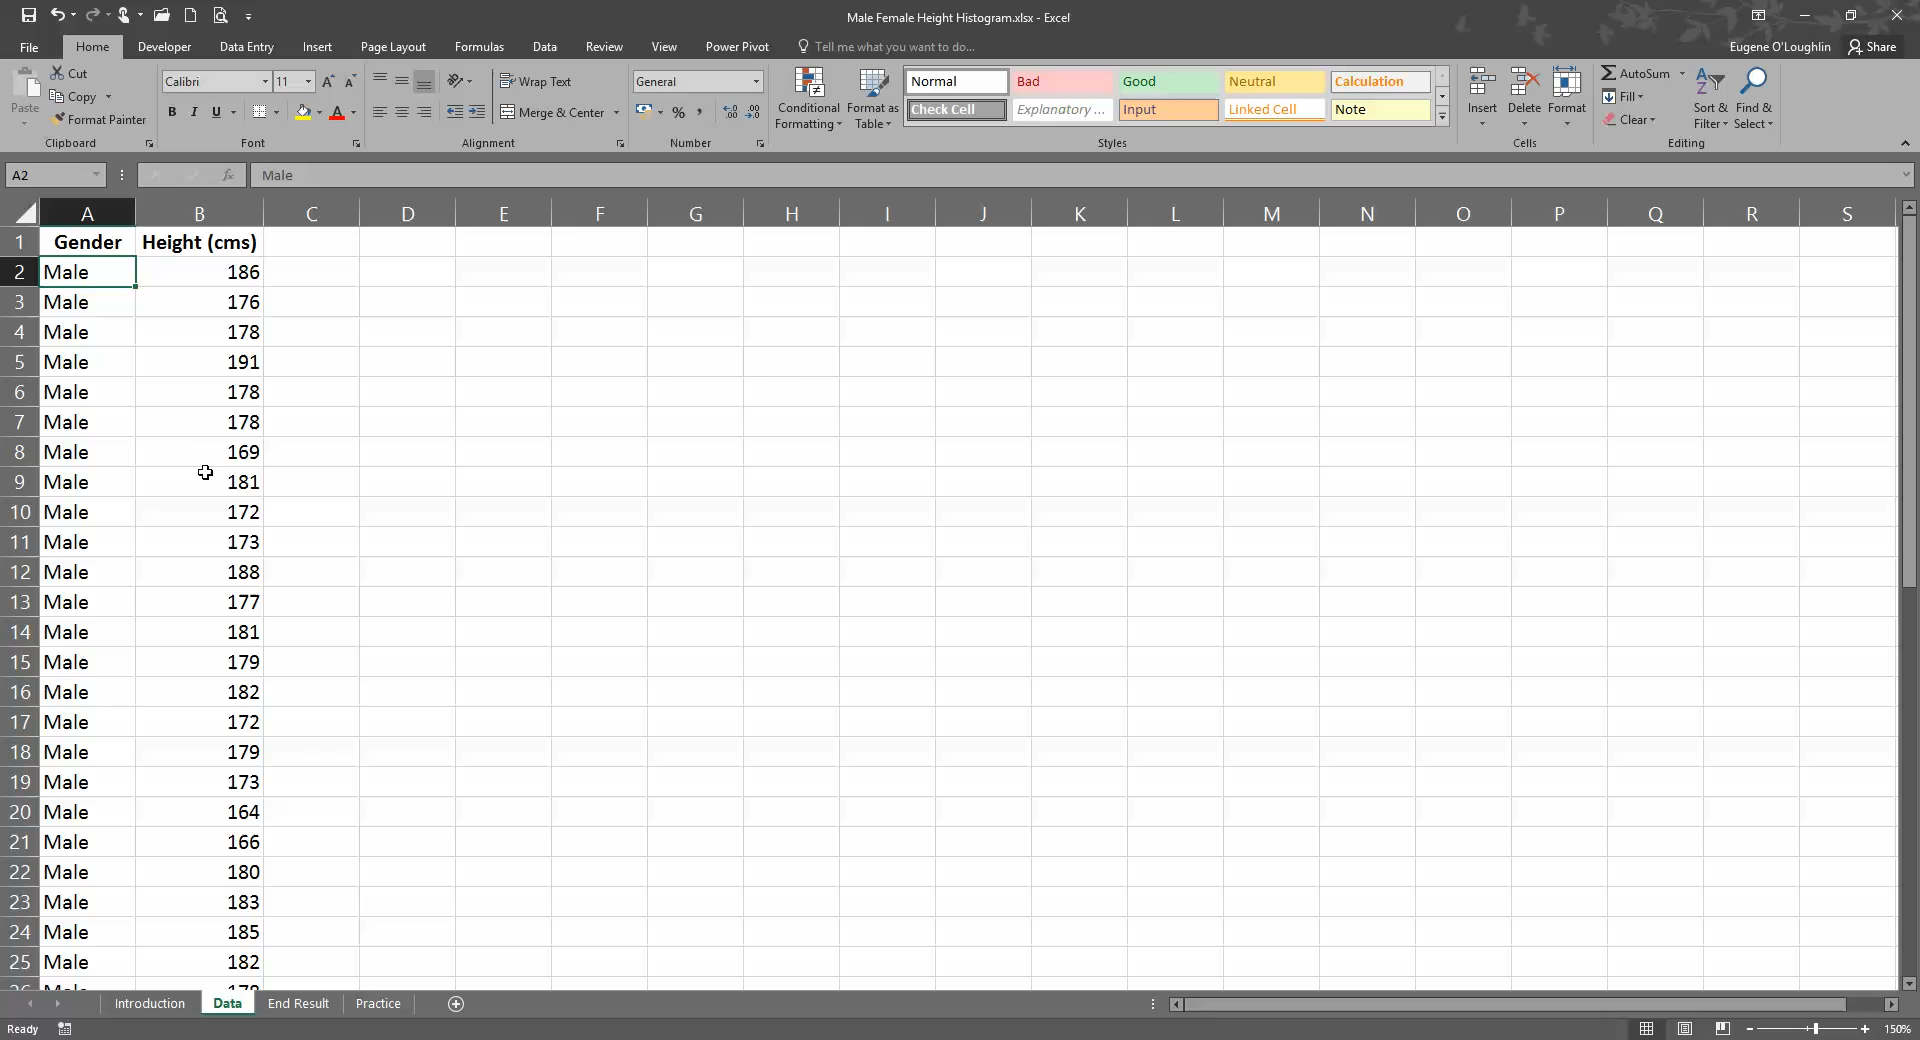 Male Female Height Histogram.xlsx - Excel
File Home Developer Data Entry Insert Page Layout Formulas Data Review View Power Pivot Tell me what you want to do... Eugene O'Loughlin Share
Paste
Cut
Copy
Format Painter
Clipboard
Calibri 11
B I U
Font
Wrap Text
Merge & Center
Alignment
General
%
Number
Conditional Formatting
Format as Table
Normal Bad Good Neutral Calculation
Check Cell Explanatory ... Input Linked Cell Note
Styles
Insert Delete Format
Cells
AutoSum
Fill
Clear
Sort & Filter
Find & Select
Editing
A2 fx Male
A B C D E F G H I J K L M N O P Q R S
1 Gender Height (cms)
2 Male 186
3 Male 176
4 Male 178
5 Male 191
6 Male 178
7 Male 178
8 Male 169
9 Male 181
10 Male 172
11 Male 173
12 Male 188
13 Male 177
14 Male 181
15 Male 179
16 Male 182
17 Male 172
18 Male 179
19 Male 173
20 Male 164
21 Male 166
22 Male 180
23 Male 183
24 Male 185
25 Male 182
Introduction Data End Result Practice
Ready 150%